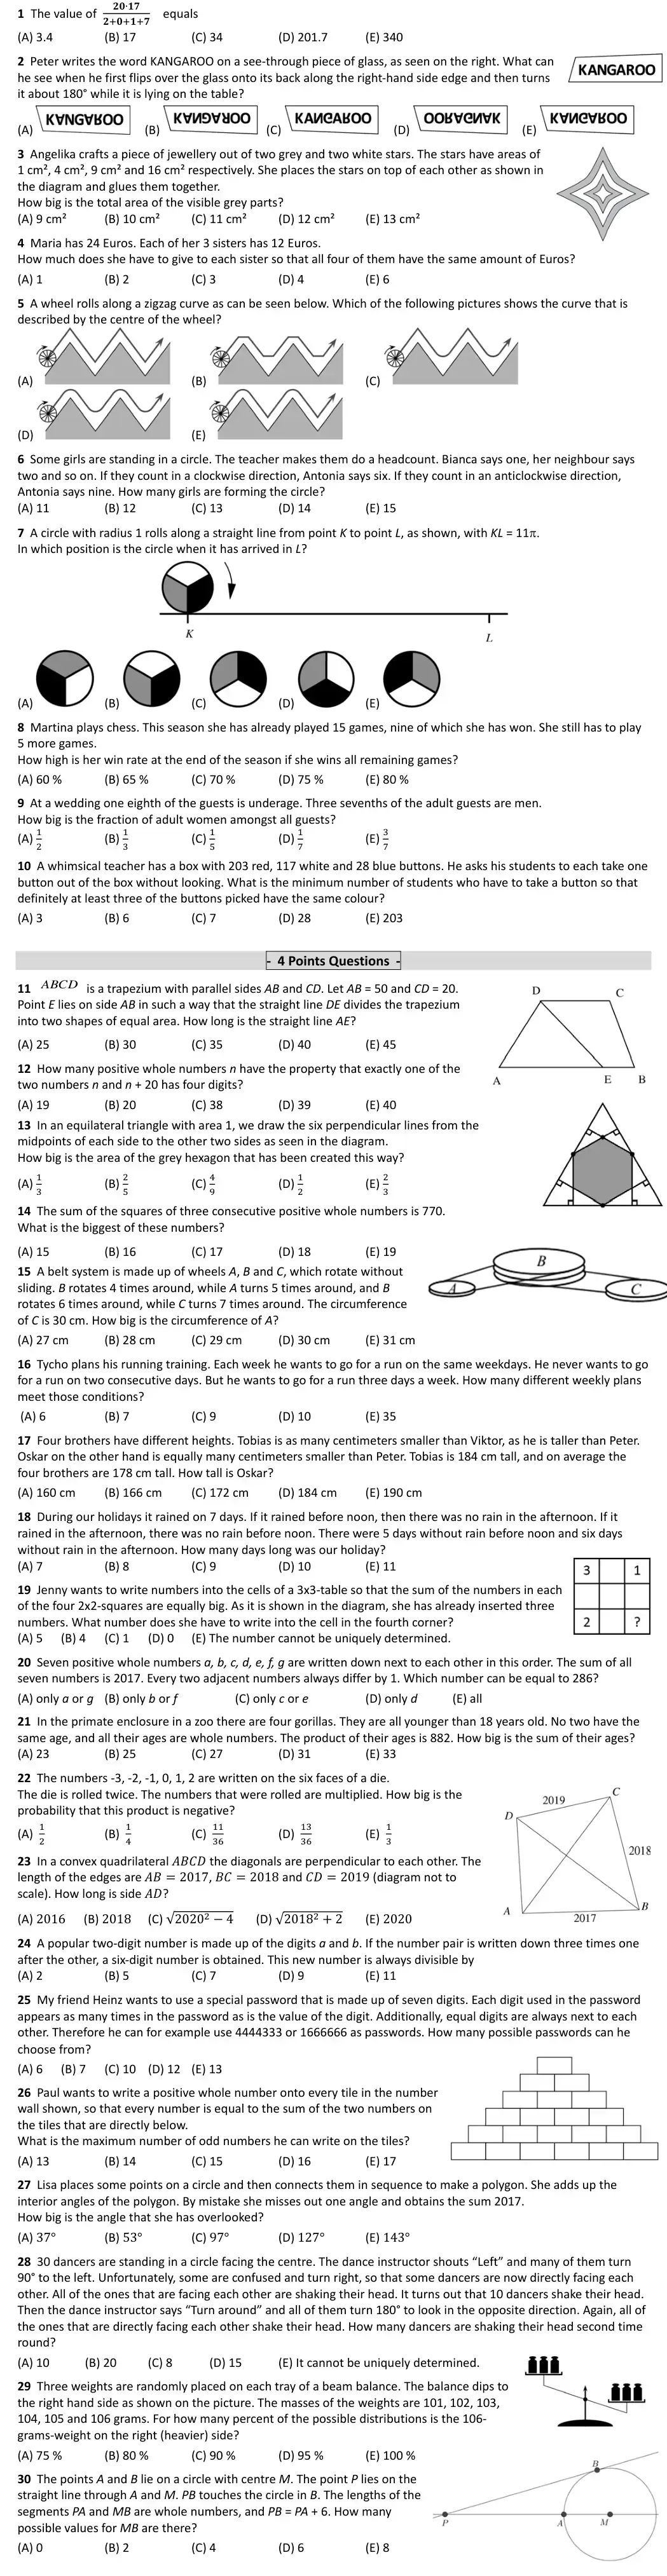 1 The value of 20·17 / 2+0+1+7 equals
(A) 3.4 (B) 17 (C) 34 (D) 201.7 (E) 340
2 Peter writes the word KANGAROO on a see-through piece of glass, as seen on the right. What can
he see when he first flips over the glass onto its back along the right-hand side edge and then turns
it about 180° while it is lying on the table?
KANGAROO
(A) KANGAROO (B) KANGAROO (C) KANGAROO (D) OORAGNAK (E) KANGAROO
3 Angelika crafts a piece of jewellery out of two grey and two white stars. The stars have areas of
1 cm², 4 cm², 9 cm² and 16 cm² respectively. She places the stars on top of each other as shown in
the diagram and glues them together.
How big is the total area of the visible grey parts?
(A) 9 cm² (B) 10 cm² (C) 11 cm² (D) 12 cm² (E) 13 cm²
4 Maria has 24 Euros. Each of her 3 sisters has 12 Euros.
How much does she have to give to each sister so that all four of them have the same amount of Euros?
(A) 1 (B) 2 (C) 3 (D) 4 (E) 6
5 A wheel rolls along a zigzag curve as can be seen below. Which of the following pictures shows the curve that is
described by the centre of the wheel?
(A) (B) (C)
(D) (E)
6 Some girls are standing in a circle. The teacher makes them do a headcount. Bianca says one, her neighbour says
two and so on. If they count in a clockwise direction, Antonia says six. If they count in an anticlockwise direction,
Antonia says nine. How many girls are forming the circle?
(A) 11 (B) 12 (C) 13 (D) 14 (E) 15
7 A circle with radius 1 rolls along a straight line from point K to point L, as shown, with KL = 11π.
In which position is the circle when it has arrived in L?
K L
(A) (B) (C) (D) (E)
8 Martina plays chess. This season she has already played 15 games, nine of which she has won. She still has to play
5 more games.
How high is her win rate at the end of the season if she wins all remaining games?
(A) 60 % (B) 65 % (C) 70 % (D) 75 % (E) 80 %
9 At a wedding one eighth of the guests is underage. Three sevenths of the adult guests are men.
How big is the fraction of adult women amongst all guests?
(A) 1/2 (B) 1/3 (C) 1/5 (D) 1/7 (E) 3/7
10 A whimsical teacher has a box with 203 red, 117 white and 28 blue buttons. He asks his students to each take one
button out of the box without looking. What is the minimum number of students who have to take a button so that
definitely at least three of the buttons picked have the same colour?
(A) 3 (B) 6 (C) 7 (D) 28 (E) 203
- 4 Points Questions -
11 ABCD is a trapezium with parallel sides AB and CD. Let AB = 50 and CD = 20.
Point E lies on side AB in such a way that the straight line DE divides the trapezium
into two shapes of equal area. How long is the straight line AE?
(A) 25 (B) 30 (C) 35 (D) 40 (E) 45
D C
A E B
12 How many positive whole numbers n have the property that exactly one of the
two numbers n and n + 20 has four digits?
(A) 19 (B) 20 (C) 38 (D) 39 (E) 40
13 In an equilateral triangle with area 1, we draw the six perpendicular lines from the
midpoints of each side to the other two sides as seen in the diagram.
How big is the area of the grey hexagon that has been created this way?
(A) 1/3 (B) 2/5 (C) 4/9 (D) 1/2 (E) 2/3
14 The sum of the squares of three consecutive positive whole numbers is 770.
What is the biggest of these numbers?
(A) 15 (B) 16 (C) 17 (D) 18 (E) 19
15 A belt system is made up of wheels A, B and C, which rotate without
sliding. B rotates 4 times around, while A turns 5 times around, and B
rotates 6 times around, while C turns 7 times around. The circumference
of C is 30 cm. How big is the circumference of A?
(A) 27 cm (B) 28 cm (C) 29 cm (D) 30 cm (E) 31 cm
A B C
16 Tycho plans his running training. Each week he wants to go for a run on the same weekdays. He never wants to go
for a run on two consecutive days. But he wants to go for a run three days a week. How many different weekly plans
meet those conditions?
(A) 6 (B) 7 (C) 9 (D) 10 (E) 35
17 Four brothers have different heights. Tobias is as many centimeters smaller than Viktor, as he is taller than Peter.
Oskar on the other hand is equally many centimeters smaller than Peter. Tobias is 184 cm tall, and on average the
four brothers are 178 cm tall. How tall is Oskar?
(A) 160 cm (B) 166 cm (C) 172 cm (D) 184 cm (E) 190 cm
18 During our holidays it rained on 7 days. If it rained before noon, then there was no rain in the afternoon. If it
rained in the afternoon, there was no rain before noon. There were 5 days without rain before noon and six days
without rain in the afternoon. How many days long was our holiday?
(A) 7 (B) 8 (C) 9 (D) 10 (E) 11
19 Jenny wants to write numbers into the cells of a 3x3-table so that the sum of the numbers in each
of the four 2x2-squares are equally big. As it is shown in the diagram, she has already inserted three
numbers. What number does she have to write into the cell in the fourth corner?
(A) 5 (B) 4 (C) 1 (D) 0 (E) The number cannot be uniquely determined.
3 1
2 ?
20 Seven positive whole numbers a, b, c, d, e, f, g are written down next to each other in this order. The sum of all
seven numbers is 2017. Every two adjacent numbers always differ by 1. Which number can be equal to 286?
(A) only a or g (B) only b or f (C) only c or e (D) only d (E) all
21 In the primate enclosure in a zoo there are four gorillas. They are all younger than 18 years old. No two have the
same age, and all their ages are whole numbers. The product of their ages is 882. How big is the sum of their ages?
(A) 23 (B) 25 (C) 27 (D) 31 (E) 33
22 The numbers -3, -2, -1, 0, 1, 2 are written on the six faces of a die.
The die is rolled twice. The numbers that were rolled are multiplied. How big is the
probability that this product is negative?
(A) 1/2 (B) 1/4 (C) 11/36 (D) 13/36 (E) 1/3
23 In a convex quadrilateral ABCD the diagonals are perpendicular to each other. The
length of the edges are AB = 2017, BC = 2018 and CD = 2019 (diagram not to
scale). How long is side AD?
(A) 2016 (B) 2018 (C) √2020² − 4 (D) √2018² + 2 (E) 2020
C
2019
D
2018
A B
2017
24 A popular two-digit number is made up of the digits a and b. If the number pair is written down three times one
after the other, a six-digit number is obtained. This new number is always divisible by
(A) 2 (B) 5 (C) 7 (D) 9 (E) 11
25 My friend Heinz wants to use a special password that is made up of seven digits. Each digit used in the password
appears as many times in the password as is the value of the digit. Additionally, equal digits are always next to each
other. Therefore he can for example use 4444333 or 1666666 as passwords. How many possible passwords can he
choose from?
(A) 6 (B) 7 (C) 10 (D) 12 (E) 13
26 Paul wants to write a positive whole number onto every tile in the number
wall shown, so that every number is equal to the sum of the two numbers on
the tiles that are directly below.
What is the maximum number of odd numbers he can write on the tiles?
(A) 13 (B) 14 (C) 15 (D) 16 (E) 17
27 Lisa places some points on a circle and then connects them in sequence to make a polygon. She adds up the
interior angles of the polygon. By mistake she misses out one angle and obtains the sum 2017.
How big is the angle that she has overlooked?
(A) 37° (B) 53° (C) 97° (D) 127° (E) 143°
28 30 dancers are standing in a circle facing the centre. The dance instructor shouts “Left” and many of them turn
90° to the left. Unfortunately, some are confused and turn right, so that some dancers are now directly facing each
other. All of the ones that are facing each other are shaking their head. It turns out that 10 dancers shake their head.
Then the dance instructor says “Turn around” and all of them turn 180° to look in the opposite direction. Again, all of
the ones that are directly facing each other shake their head. How many dancers are shaking their head second time
round?
(A) 10 (B) 20 (C) 8 (D) 15 (E) It cannot be uniquely determined.
29 Three weights are randomly placed on each tray of a beam balance. The balance dips to
the right hand side as shown on the picture. The masses of the weights are 101, 102, 103,
104, 105 and 106 grams. For how many percent of the possible distributions is the 106-
grams-weight on the right (heavier) side?
(A) 75 % (B) 80 % (C) 90 % (D) 95 % (E) 100 %
30 The points A and B lie on a circle with centre M. The point P lies on the
straight line through A and M. PB touches the circle in B. The lengths of the
segments PA and MB are whole numbers, and PB = PA + 6. How many
possible values for MB are there?
(A) 0 (B) 2 (C) 4 (D) 6 (E) 8
B
P A M